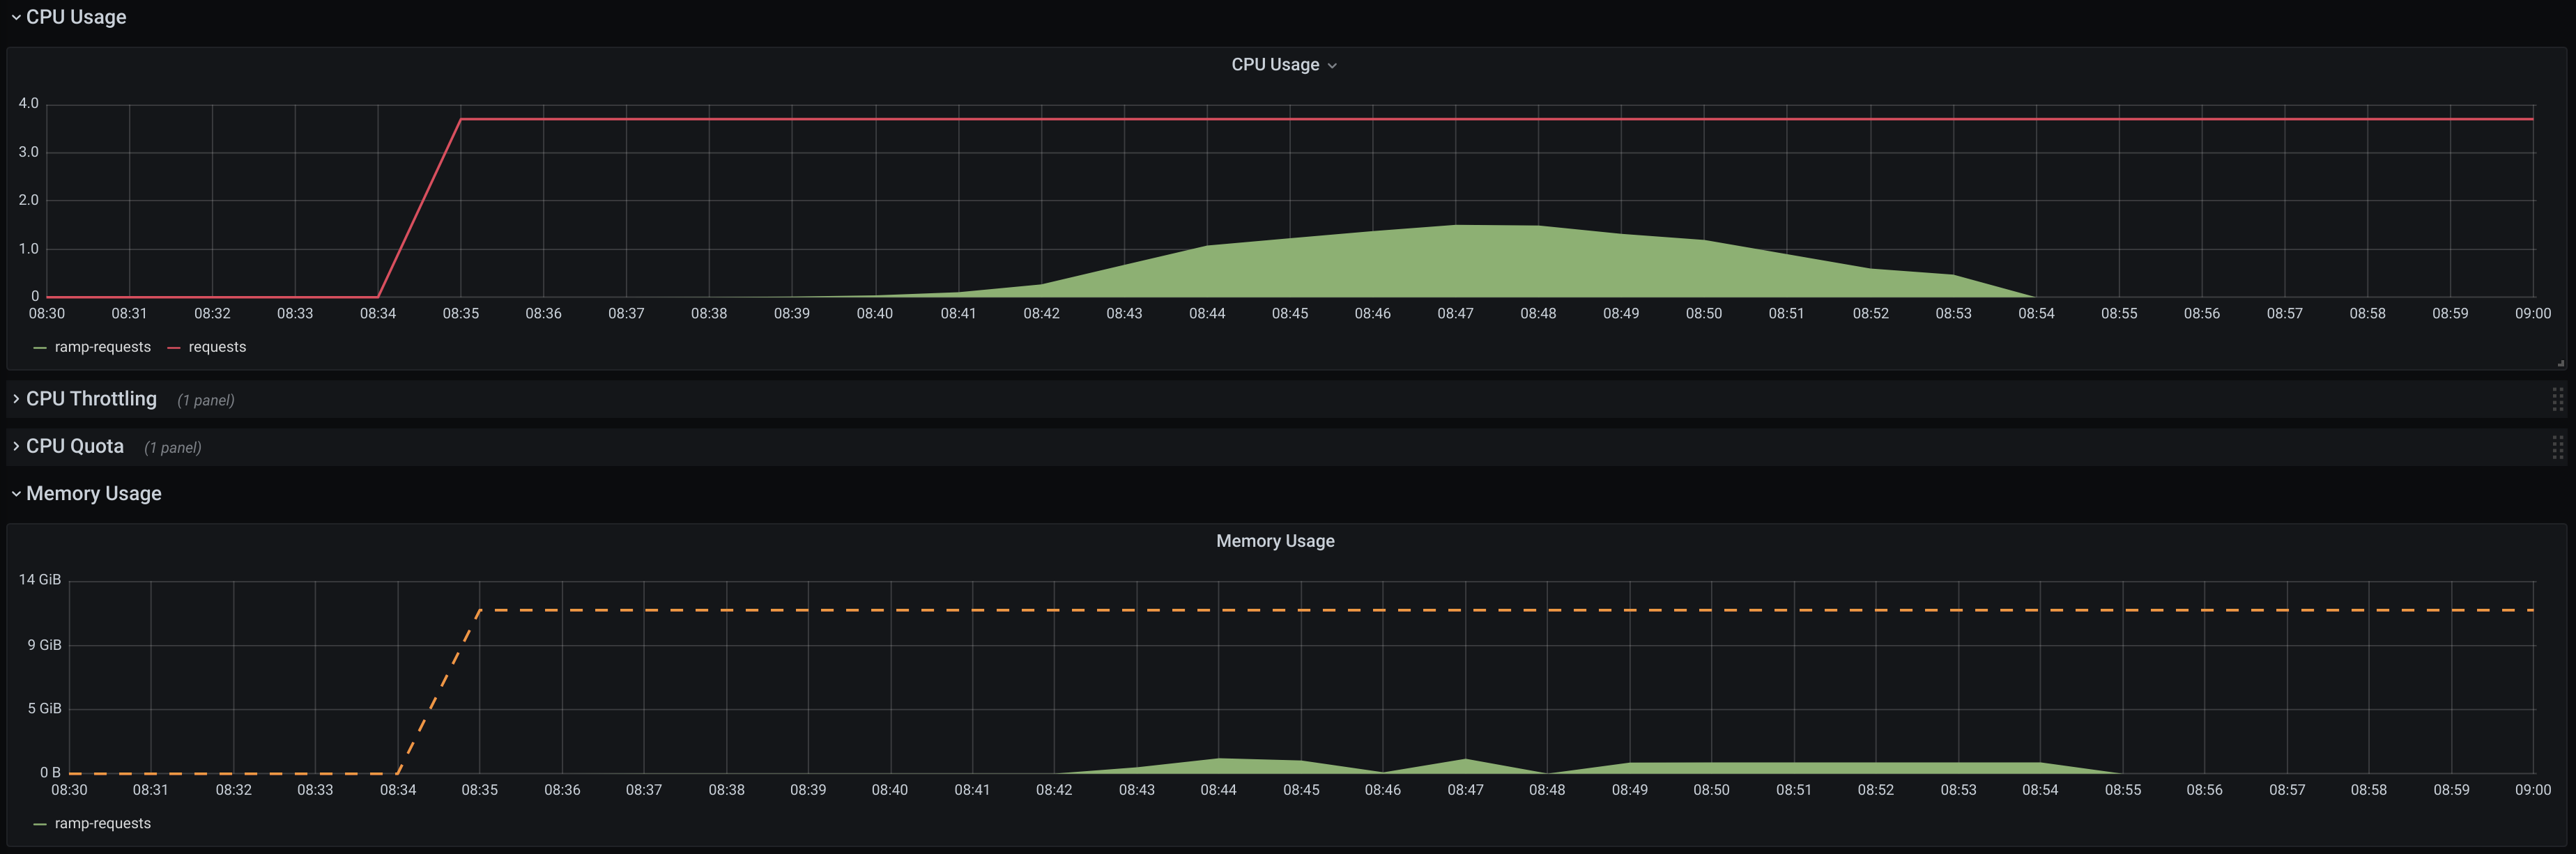 CPU Usage
CPU Usage
4.0
3.0
2.0
1.0
0
08:30 08:31 08:32 08:33 08:34 08:35 08:36 08:37 08:38 08:39 08:40 08:41 08:42 08:43 08:44 08:45 08:46 08:47 08:48 08:49 08:50 08:51 08:52 08:53 08:54 08:55 08:56 08:57 08:58 08:59 09:00
ramp-requests requests
CPU Throttling (1 panel)
CPU Quota (1 panel)
Memory Usage
Memory Usage
14 GiB
9 GiB
5 GiB
0 B
08:30 08:31 08:32 08:33 08:34 08:35 08:36 08:37 08:38 08:39 08:40 08:41 08:42 08:43 08:44 08:45 08:46 08:47 08:48 08:49 08:50 08:51 08:52 08:53 08:54 08:55 08:56 08:57 08:58 08:59 09:00
ramp-requests